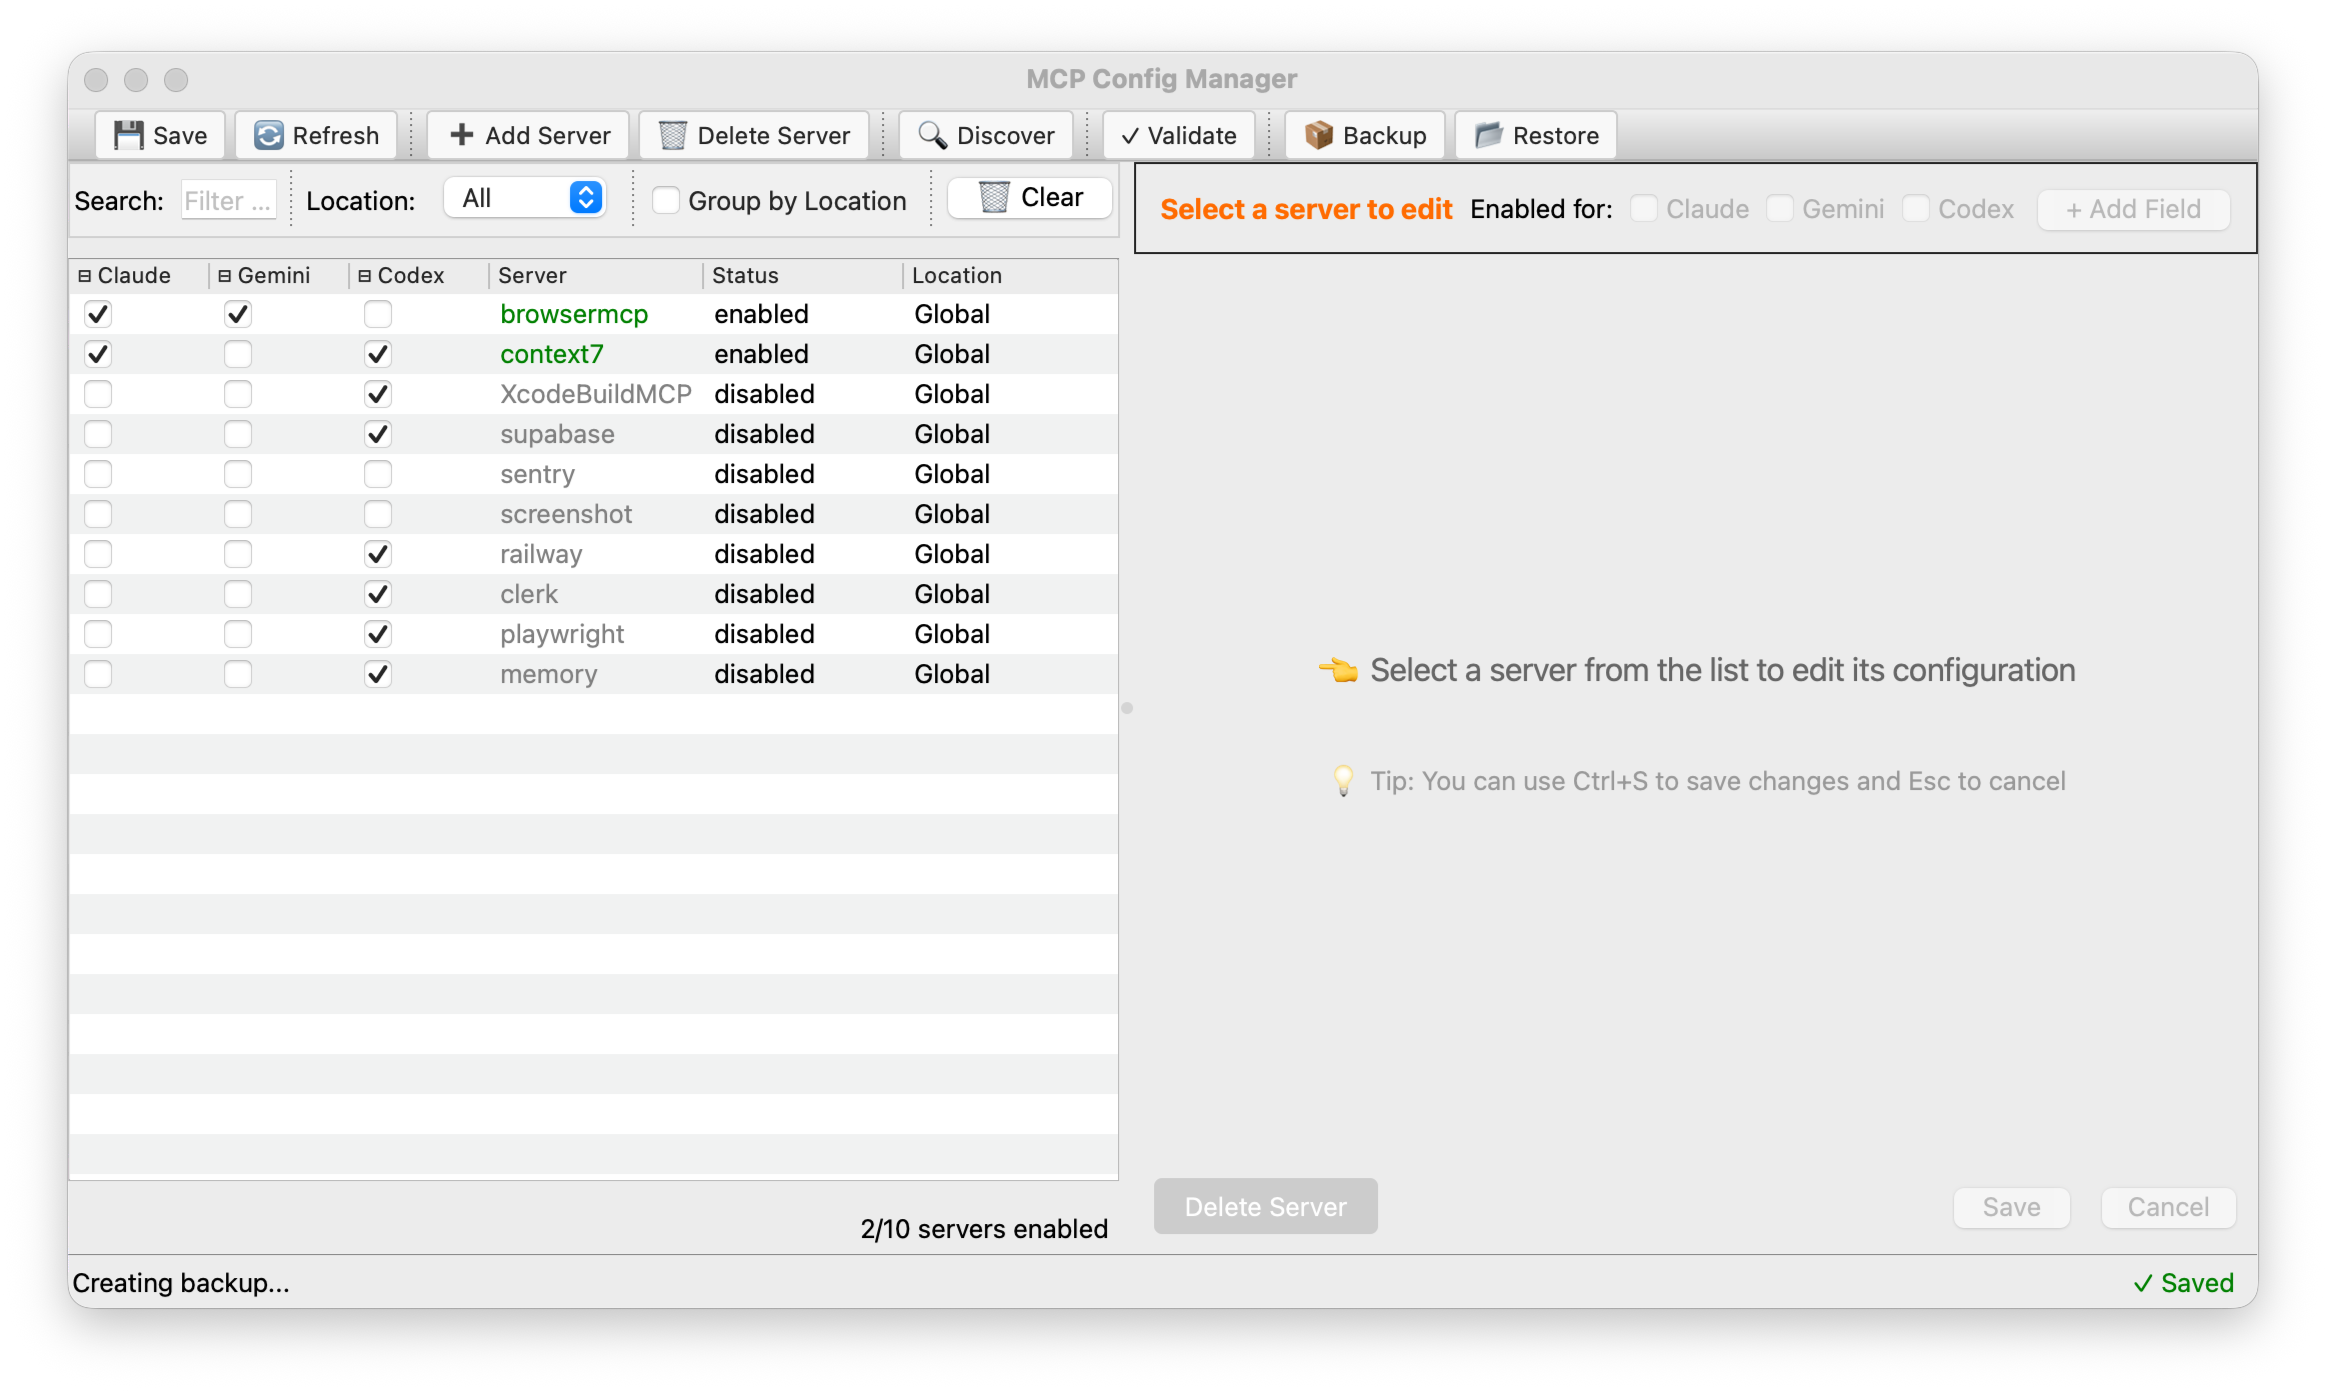 MCP Config Manager
Save Refresh Add Server Delete Server Discover ✓ Validate Backup Restore
Search: Filter ... Location: All Group by Location Clear
Select a server to edit Enabled for: Claude Gemini Codex + Add Field
⊟ Claude ⊟ Gemini ⊟ Codex Server Status Location
browsermcp enabled Global
context7 enabled Global
XcodeBuildMCP disabled Global
supabase disabled Global
sentry disabled Global
screenshot disabled Global
railway disabled Global
clerk disabled Global
playwright disabled Global
memory disabled Global
2/10 servers enabled
👈 Select a server from the list to edit its configuration
💡 Tip: You can use Ctrl+S to save changes and Esc to cancel
Delete Server Save Cancel
Creating backup... ✓ Saved